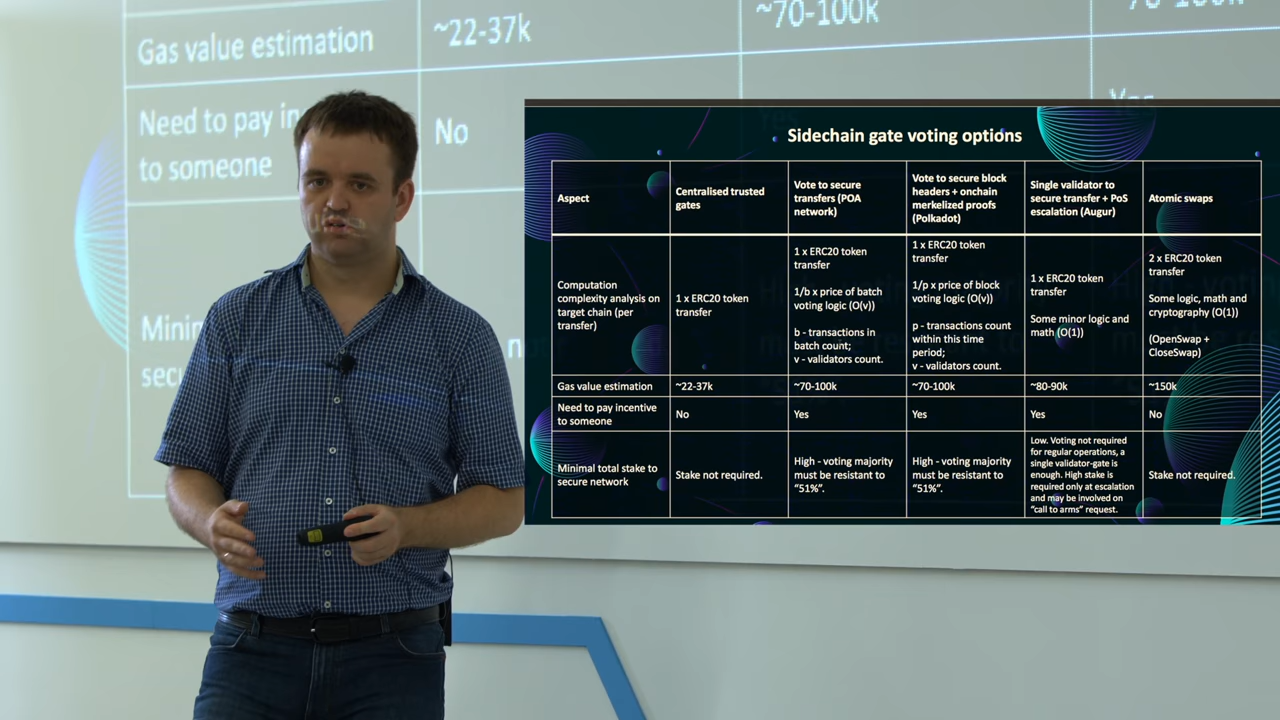 Gas value estimation
~22-37k
~70-100k
Need to pay
to someone
No
Yes
Sidechain gate voting options
Aspect
Centralised trusted
gates
Vote to secure
transfers (POA
network)
Vote to secure block
headers + onchain
merkelized proofs
(Polkadot)
Single validator to
secure transfer + PoS
escalation (Augur)
Atomic swaps
Computation
complexity analysis on
target chain (per
transfer)
1 x ERC20 token
transfer
1 x ERC20 token
transfer
1/b x price of batch
voting logic (O(v))
b - transactions in
batch count;
v - validators count.
1 x ERC20 token
transfer
1/p x price of block
voting logic (O(v))
p - transactions count
within this time
period;
v - validators count.
1 x ERC20 token
transfer
Some minor logic and
math (O(1))
2 x ERC20 token
transfer
Some logic, math and
cryptography (O(1))
(OpenSwap +
CloseSwap)
Gas value estimation
~22-37k
~70-100k
~70-100k
~80-90k
~150k
Need to pay incentive
to someone
No
Yes
Yes
Yes
No
Minimal total stake to
secure network
Stake not required.
High - voting majority
must be resistant to
“51%”.
High - voting majority
must be resistant to
“51%”.
Low. Voting not required
for regular operations, a
single validator-gate is
enough. High stake is
required only at escalation
and may be involved on
“call to arms” request.
Stake not required.